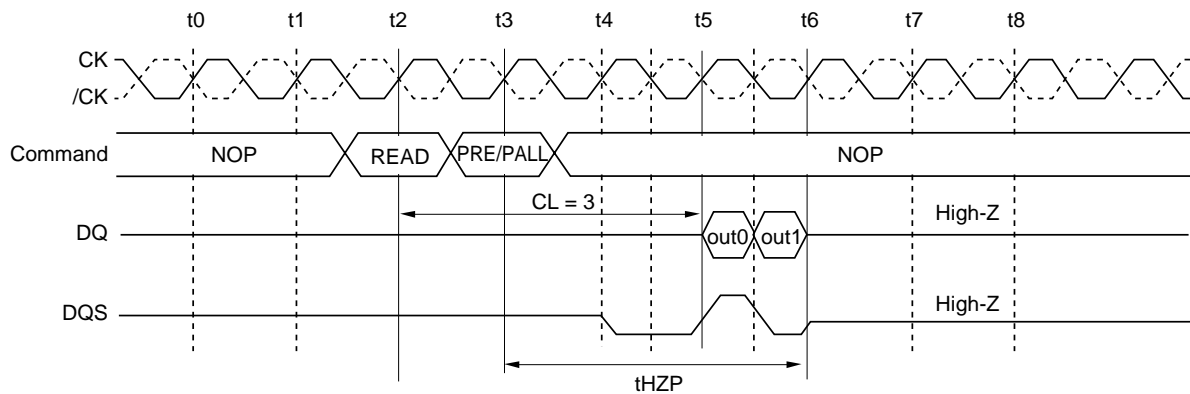 t0 t1 t2 t3 t4 t5 t6 t7 t8
CK
/CK
Command NOP READ PRE/PALL NOP
CL = 3
DQ out0 out1 High-Z
DQS High-Z
tHZP